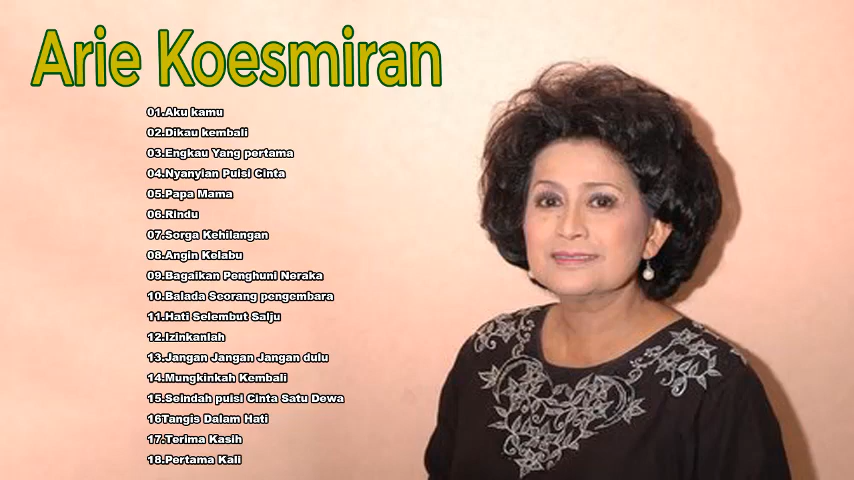 Arie Koesmiran
01.Aku kamu
02.Dikau kembali
03.Engkau Yang pertama
04.Nyanyian Puisi Cinta
05.Papa Mama
06.Rindu
07.Sorga Kehilangan
08.Angin Kelabu
09.Bagaikan Penghuni Neraka
10.Balada Seorang pengembara
11.Hati Selembut Salju
12.Izinkanlah
13.Jangan Jangan Jangan dulu
14.Mungkinkah Kembali
15.Seindah puisi Cinta Satu Dewa
16Tangis Dalam Hati
17.Terima Kasih
18.Pertama Kali